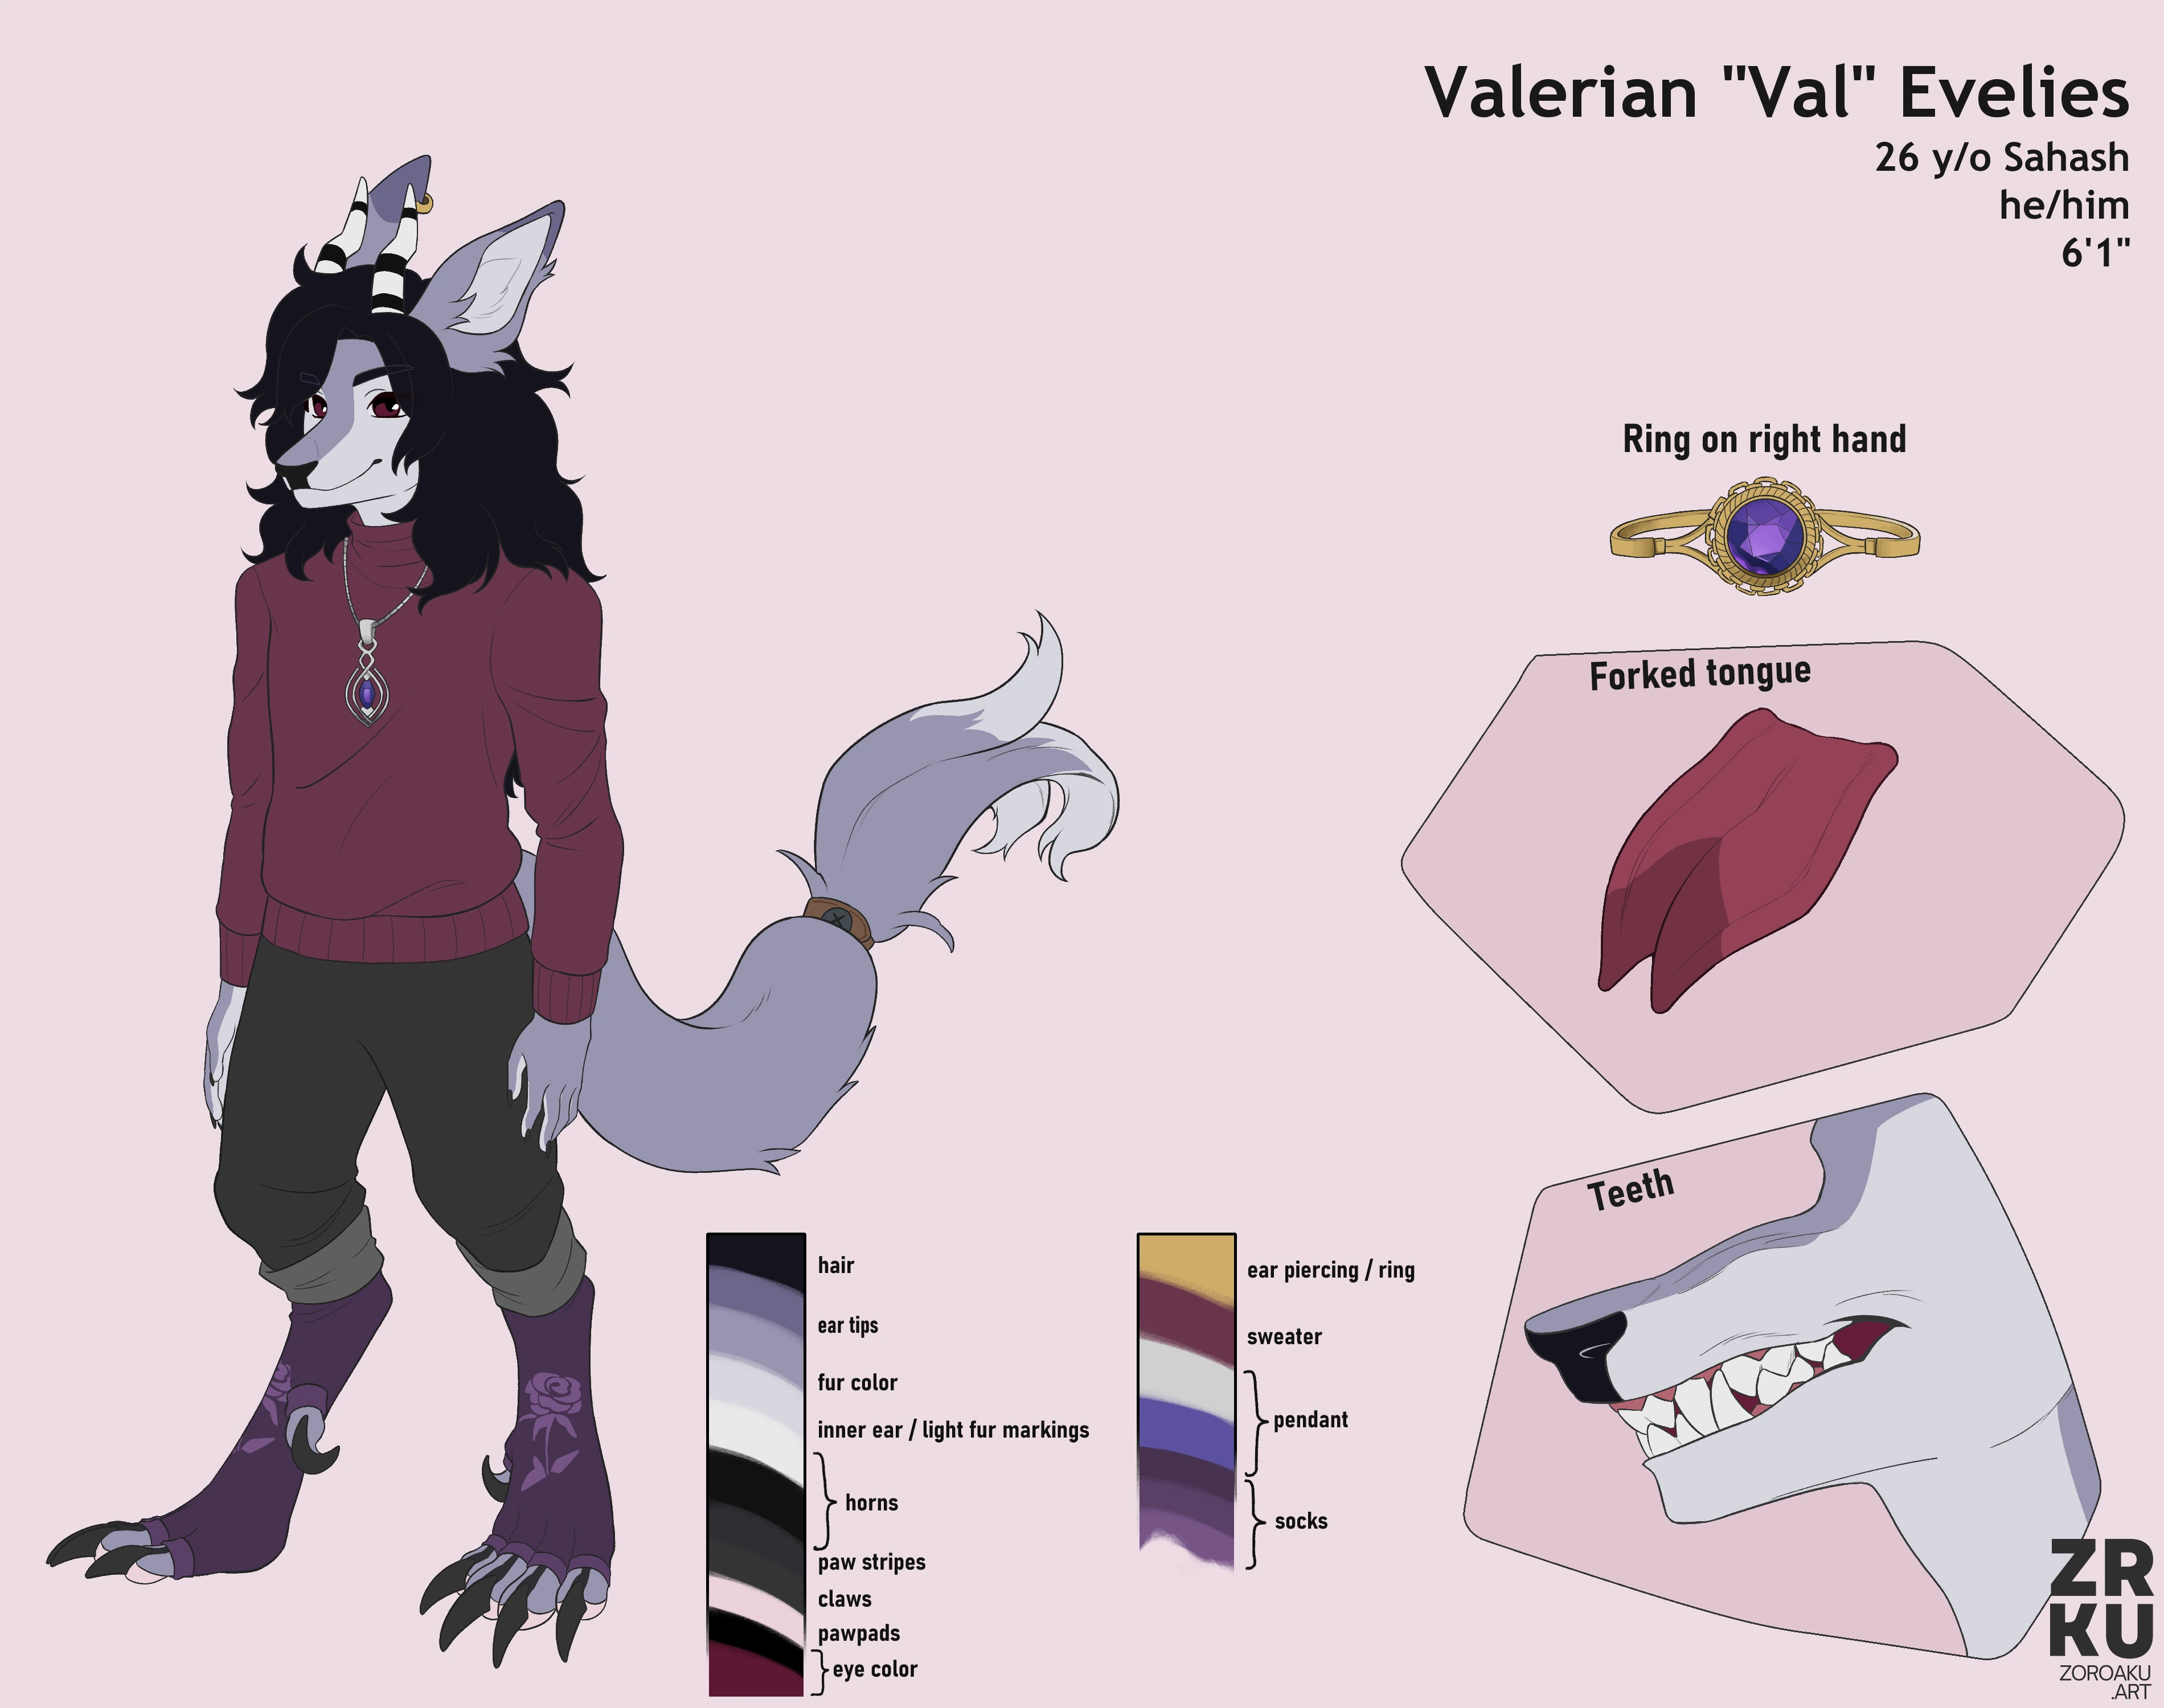 Valerian "Val" Evelies
26 y/o Sahash
he/him
6'1"
Ring on right hand
Forked tongue
Teeth
hair
ear tips
fur color
inner ear / light fur markings
horns
paw stripes
claws
pawpads
eye color
ear piercing / ring
sweater
pendant
socks
ZR
KU
ZOROAKU
.ART